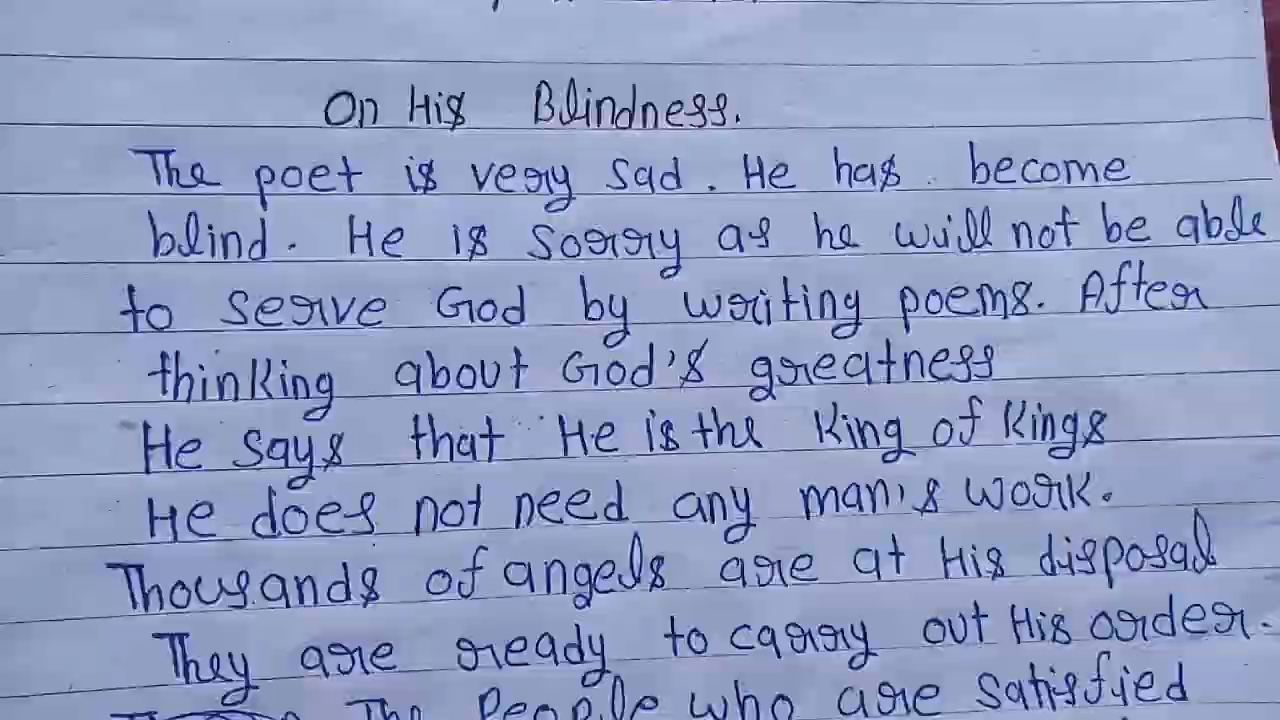 On His Blindness.
The poet is very sad. He has become
blind. He is sorry as he will not be able
to serve God by writing poems. After
thinking about God's greatness
He says that He is the King of Kings
He does not need any man's work.
Thousands of angels are at His disposal
They are ready to carry out His order.
The People who are satisfied